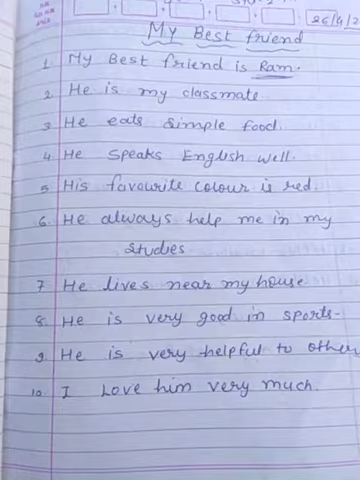 26/4/2
My Best friend
1. My Best friend is Ram.
2. He is my classmate.
3. He eats simple food.
4. He speaks English well.
5. His favourite colour is red.
6. He always help me in my
studies
7. He lives near my house
8. He is very good in sports.
9. He is very helpful to other
10. I Love him very much.